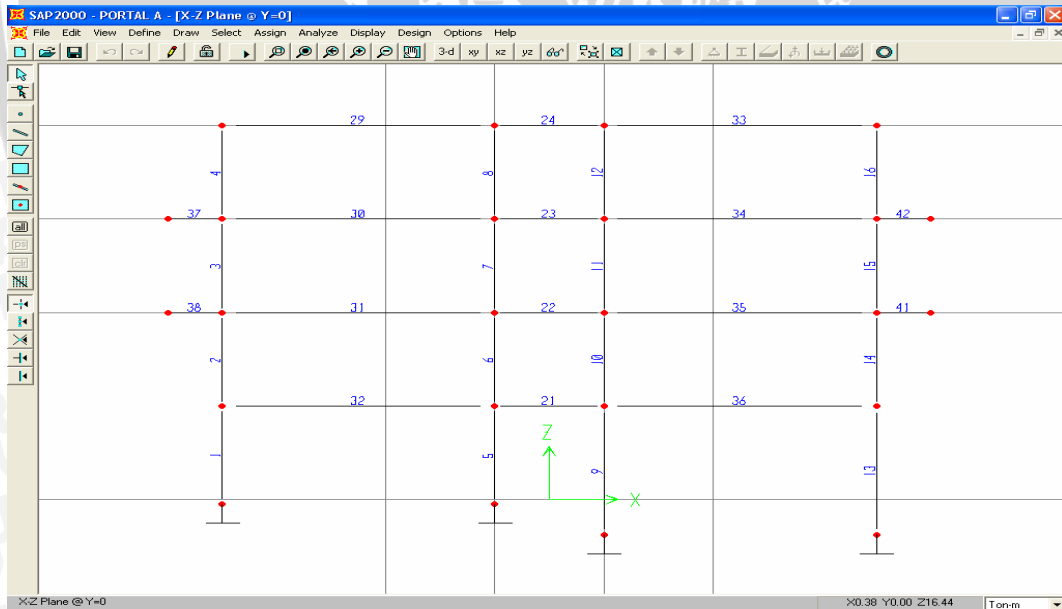 SAP2000 - PORTAL A - [X-Z Plane @ Y=0]
File Edit View Define Draw Select Assign Analyze Display Design Options Help
3-d xy xz yz
all
ps
clr
29 24 33
4 8 12 16
37 30 23 34 42
3 7 11 15
38 31 22 35 41
2 6 10 14
32 21 36
Z
1 5 9 13
X
X-Z Plane @ Y=0 X0.38 Y0.00 Z16.44 Ton-m